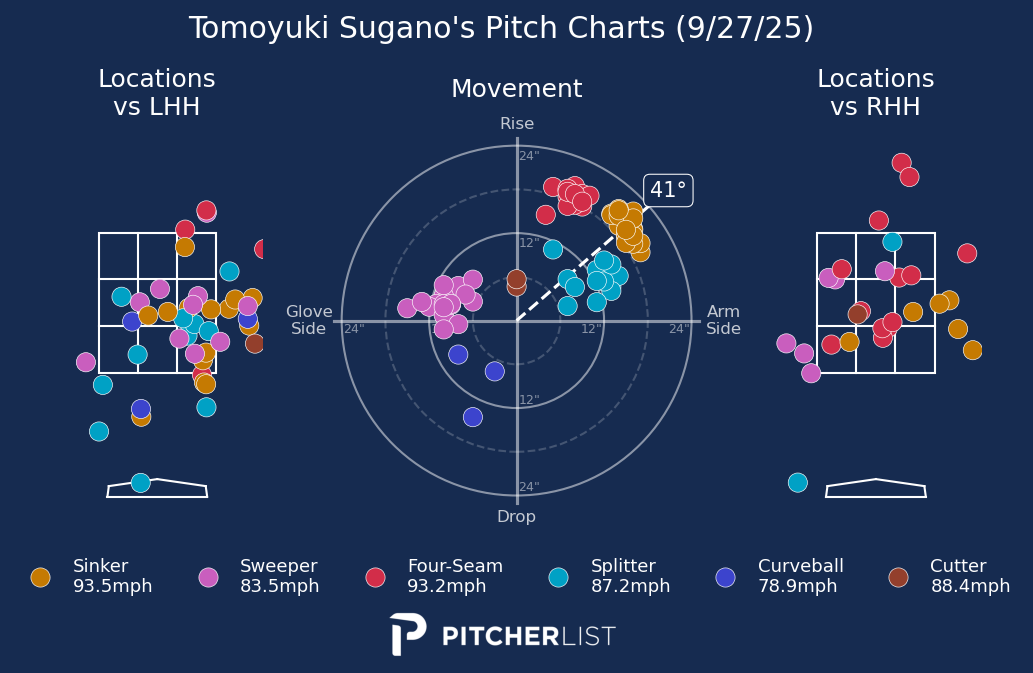 Tomoyuki Sugano's Pitch Charts (9/27/25)
Locations
vs LHH
Movement
Locations
vs RHH
Rise
24"
41°
12"
Glove
Side
24"
12"
24"
Arm
Side
12"
24"
Drop
Sinker
93.5mph
Sweeper
83.5mph
Four-Seam
93.2mph
Splitter
87.2mph
Curveball
78.9mph
Cutter
88.4mph
PITCHERLIST